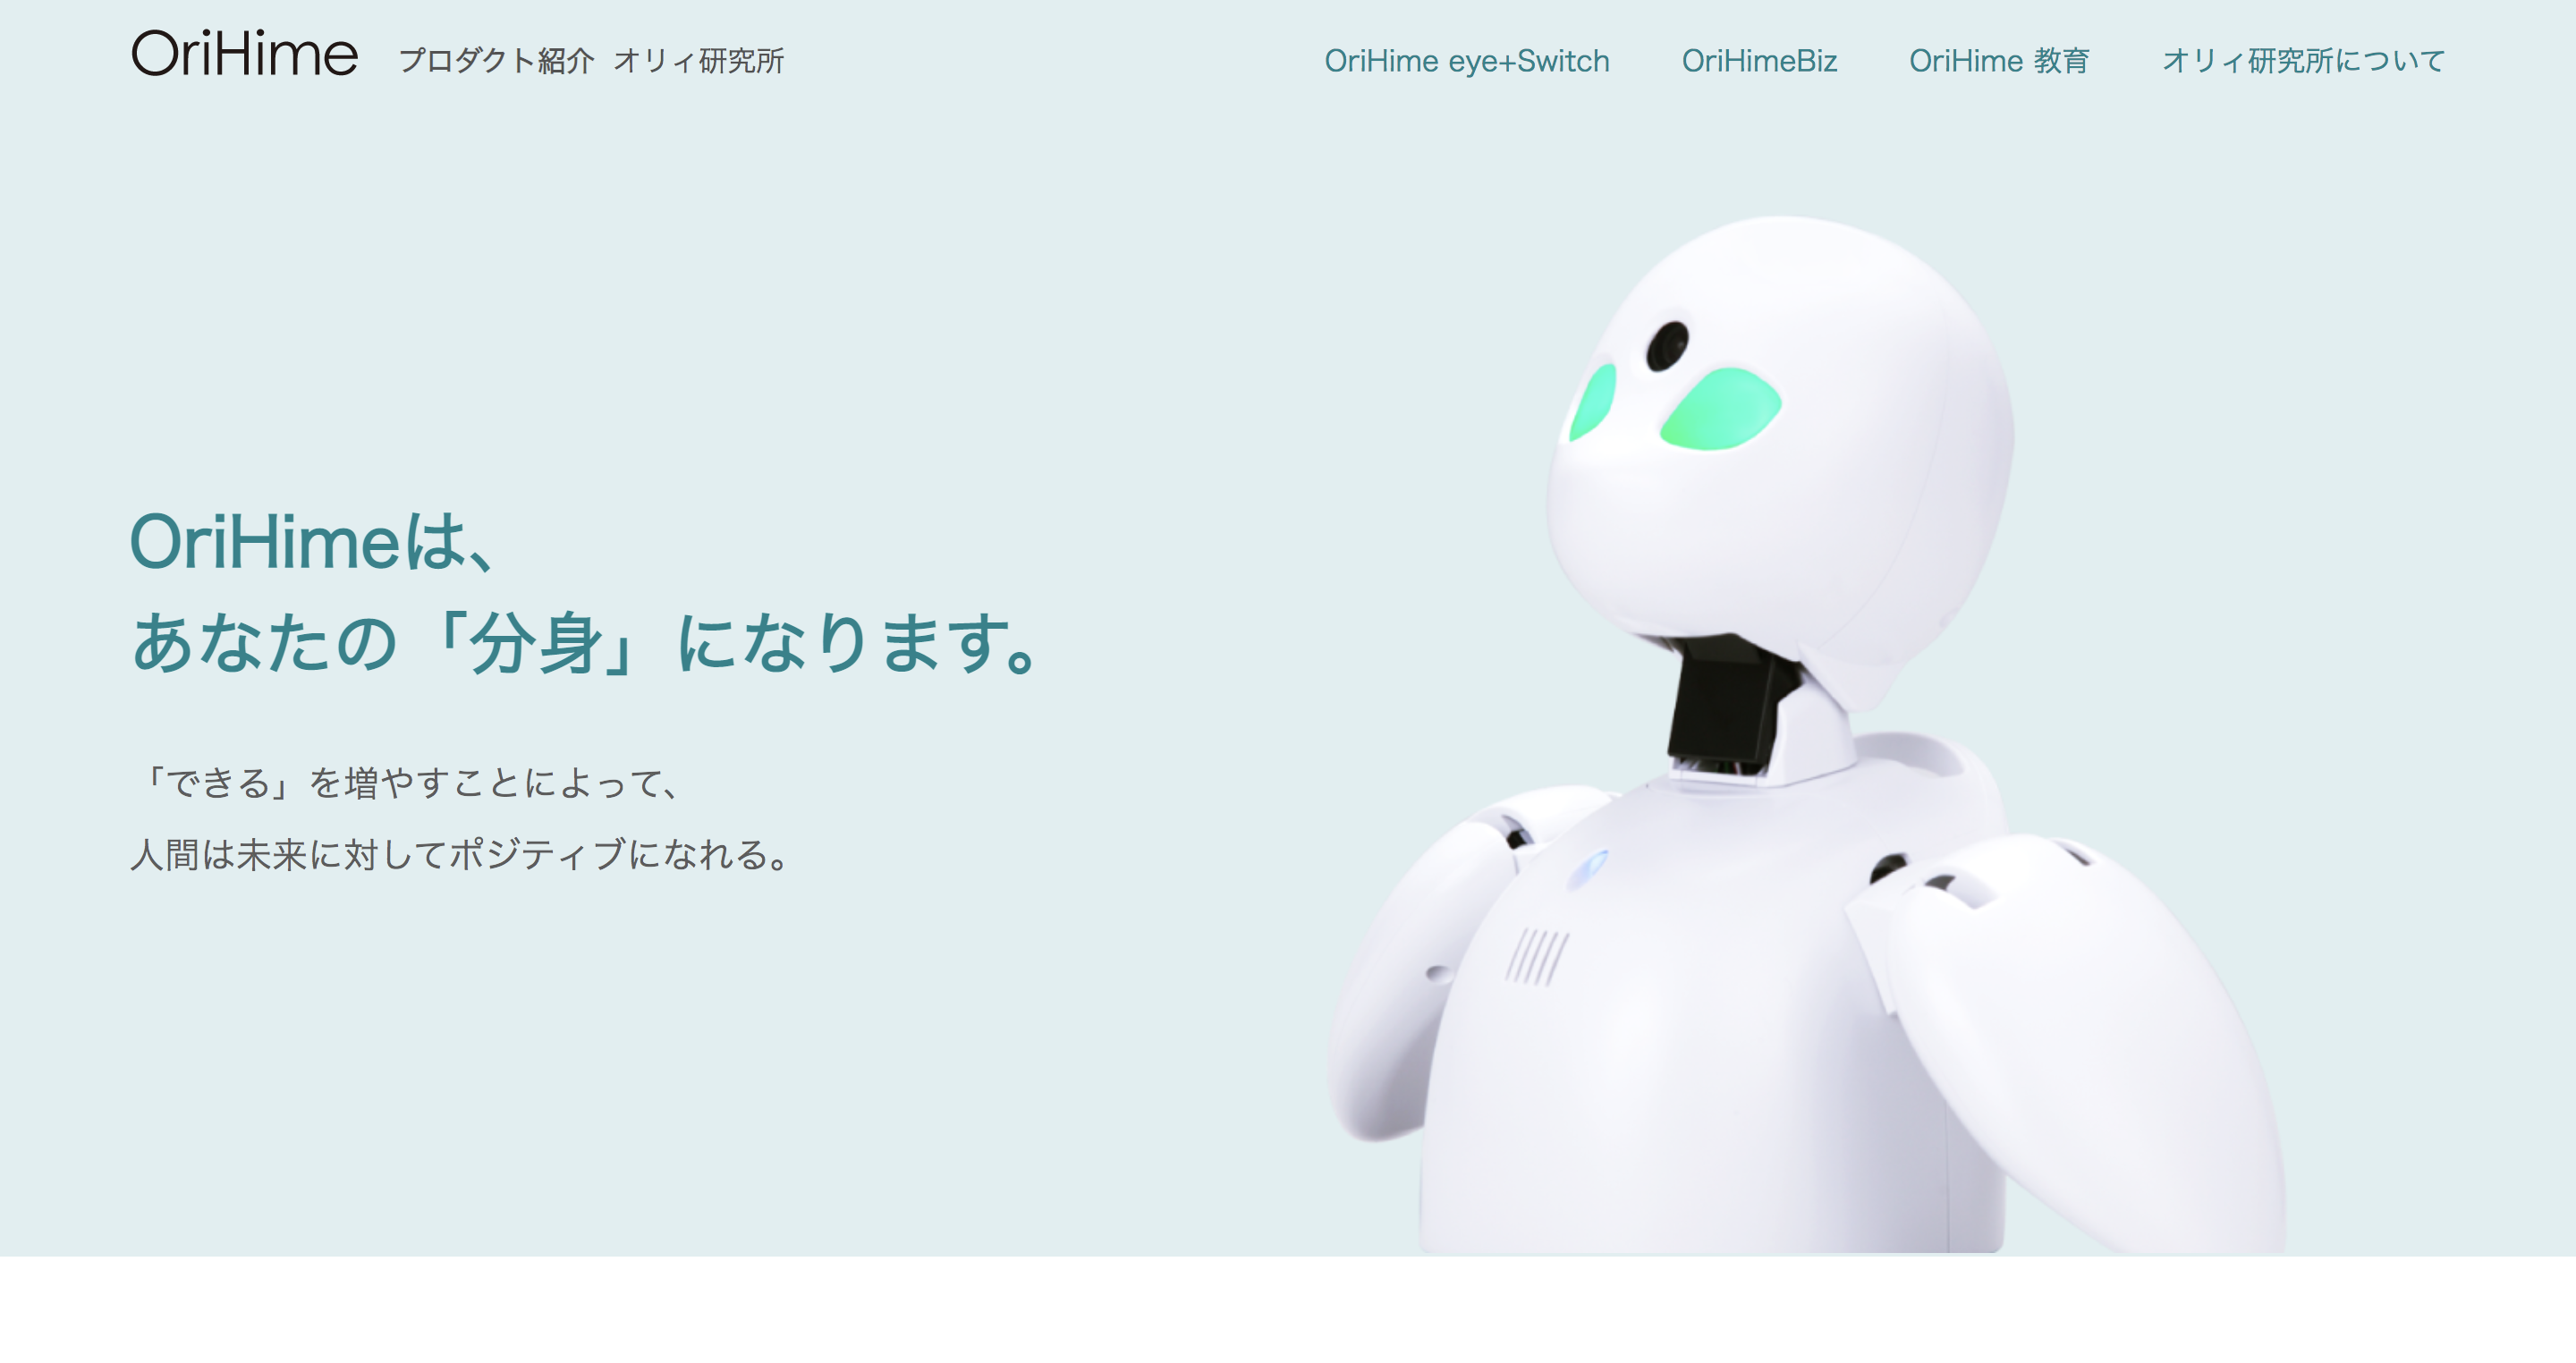 OriHime プロダクト紹介 オリィ研究所
OriHime eye+Switch OriHimeBiz OriHime 教育 オリィ研究所について
OriHimeは、
あなたの「分身」になります。
「できる」を増やすことによって、
人間は未来に対してポジティブになれる。